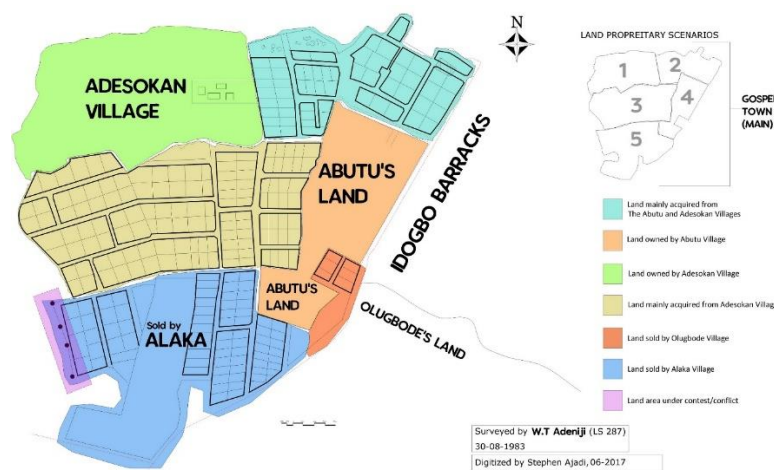 N
LAND PROPREITARY SCENARIOS
1
2
3
4
5
GOSPEL
TOWN
(MAIN)
ADESOKAN
VILLAGE
ABUTU'S
LAND
IDOGBO BARRACKS
ABUTU'S
LAND
OLUGBODE'S LAND
Sold by
ALAKA
Land mainly acquired from
The Abutu and Adesokan Villages
Land owned by Abutu Village
Land owned by Adesokan Village
Land mainly acquired from Adesokan Villag
Land sold by Olugbode Village
Land sold by Alaka Village
Land area under contest/conflict
Surveyed by W.T Adeniji (LS 287)
30-08-1983
Digitized by Stephen Ajadi,06-2017